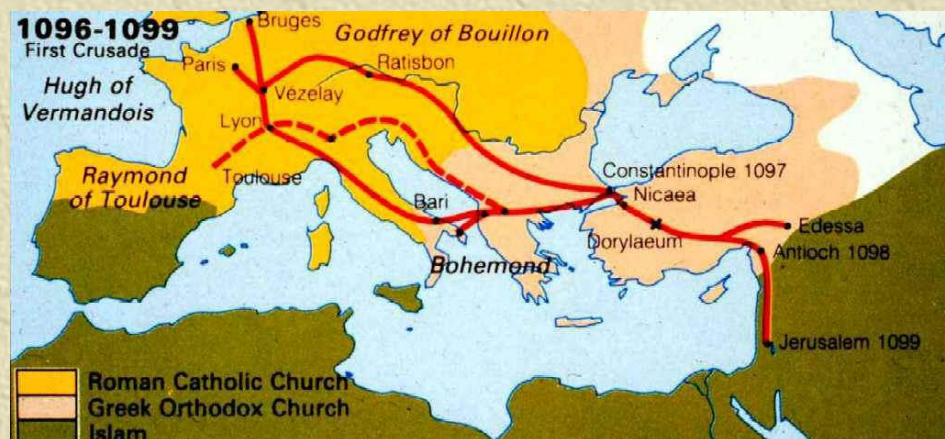 1096-1099
First Crusade
Hugh of
Vermandois
Bruges
Godfrey of Bouillon
Paris
Ratisbon
Vézelay
Lyon
Raymond
of Toulouse
Toulouse
Bari
Bohemond
Constantinople 1097
Nicaea
Dorylaeum
Edessa
Antioch 1098
Jerusalem 1099
Roman Catholic Church
Greek Orthodox Church
Islam